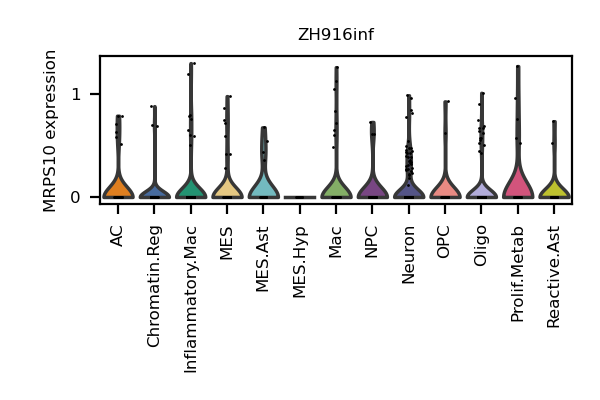 ZH916inf
MRPS10 expression
1
0
AC
Chromatin.Reg
Inflammatory.Mac
MES
MES.Ast
MES.Hyp
Mac
NPC
Neuron
OPC
Oligo
Prolif.Metab
Reactive.Ast